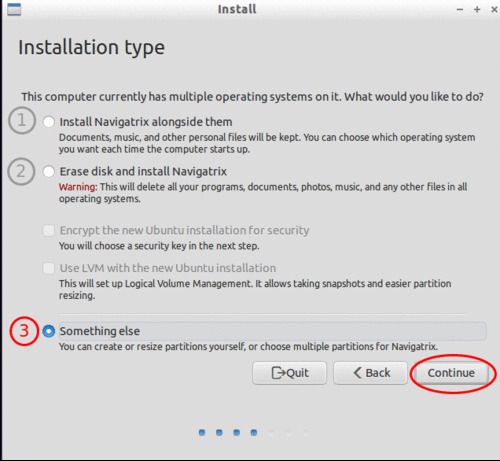 Install
Installation type
This computer currently has multiple operating systems on it. What would you like to do?
1 Install Navigatrix alongside them
Documents, music, and other personal files will be kept. You can choose which operating system
you want each time the computer starts up.
2 Erase disk and install Navigatrix
Warning: This will delete all your programs, documents, photos, music, and any other files in all
operating systems.
Encrypt the new Ubuntu installation for security
You will choose a security key in the next step.
Use LVM with the new Ubuntu installation
This will set up Logical Volume Management. It allows taking snapshots and easier partition
resizing.
3 Something else
You can create or resize partitions yourself, or choose multiple partitions for Navigatrix.
Quit Back Continue